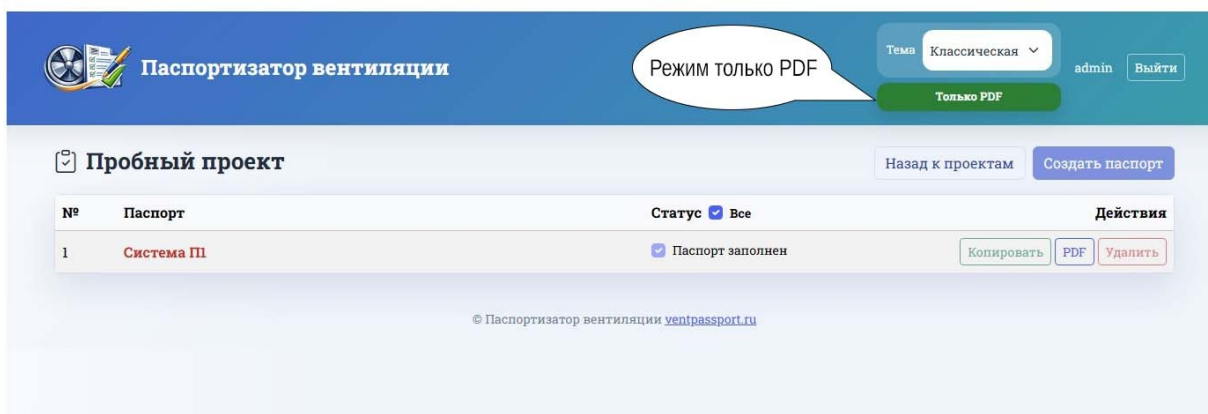 Паспортизатор вентиляции
Режим только PDF
Тема Классическая
admin Выйти
Только PDF
Пробный проект
Назад к проектам Создать паспорт
№ Паспорт Статус Все Действия
1 Система П1 Паспорт заполнен Копировать PDF Удалить
© Паспортизатор вентиляции ventpassport.ru